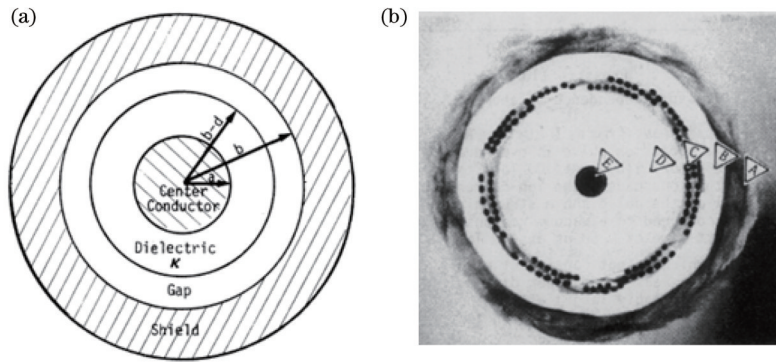 (a)
b-d
b
a
Center
Conductor
Dielectric
K
Gap
Shield
(b)
E
D
C
B
A